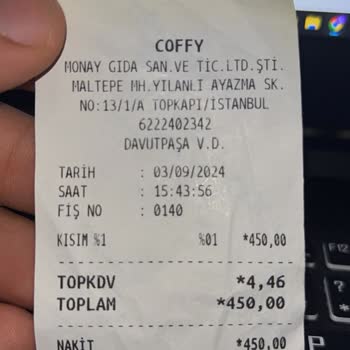 COFFY
MONAY GIDA SAN.VE TİC.LTD.ŞTİ.
MALTEPE MH.YILANLI AYAZMA SK.
NO:13/1/A TOPKAPI/İSTANBUL
6222402342
DAVUTPAŞA V.D.
TARİH : 03/09/2024
SAAT : 15:43:56
FİŞ NO : 0140
KISIM %1 %01 *450,00
TOPKDV *4,46
TOPLAM *450,00
NAKİT *450,00
F12
?
P